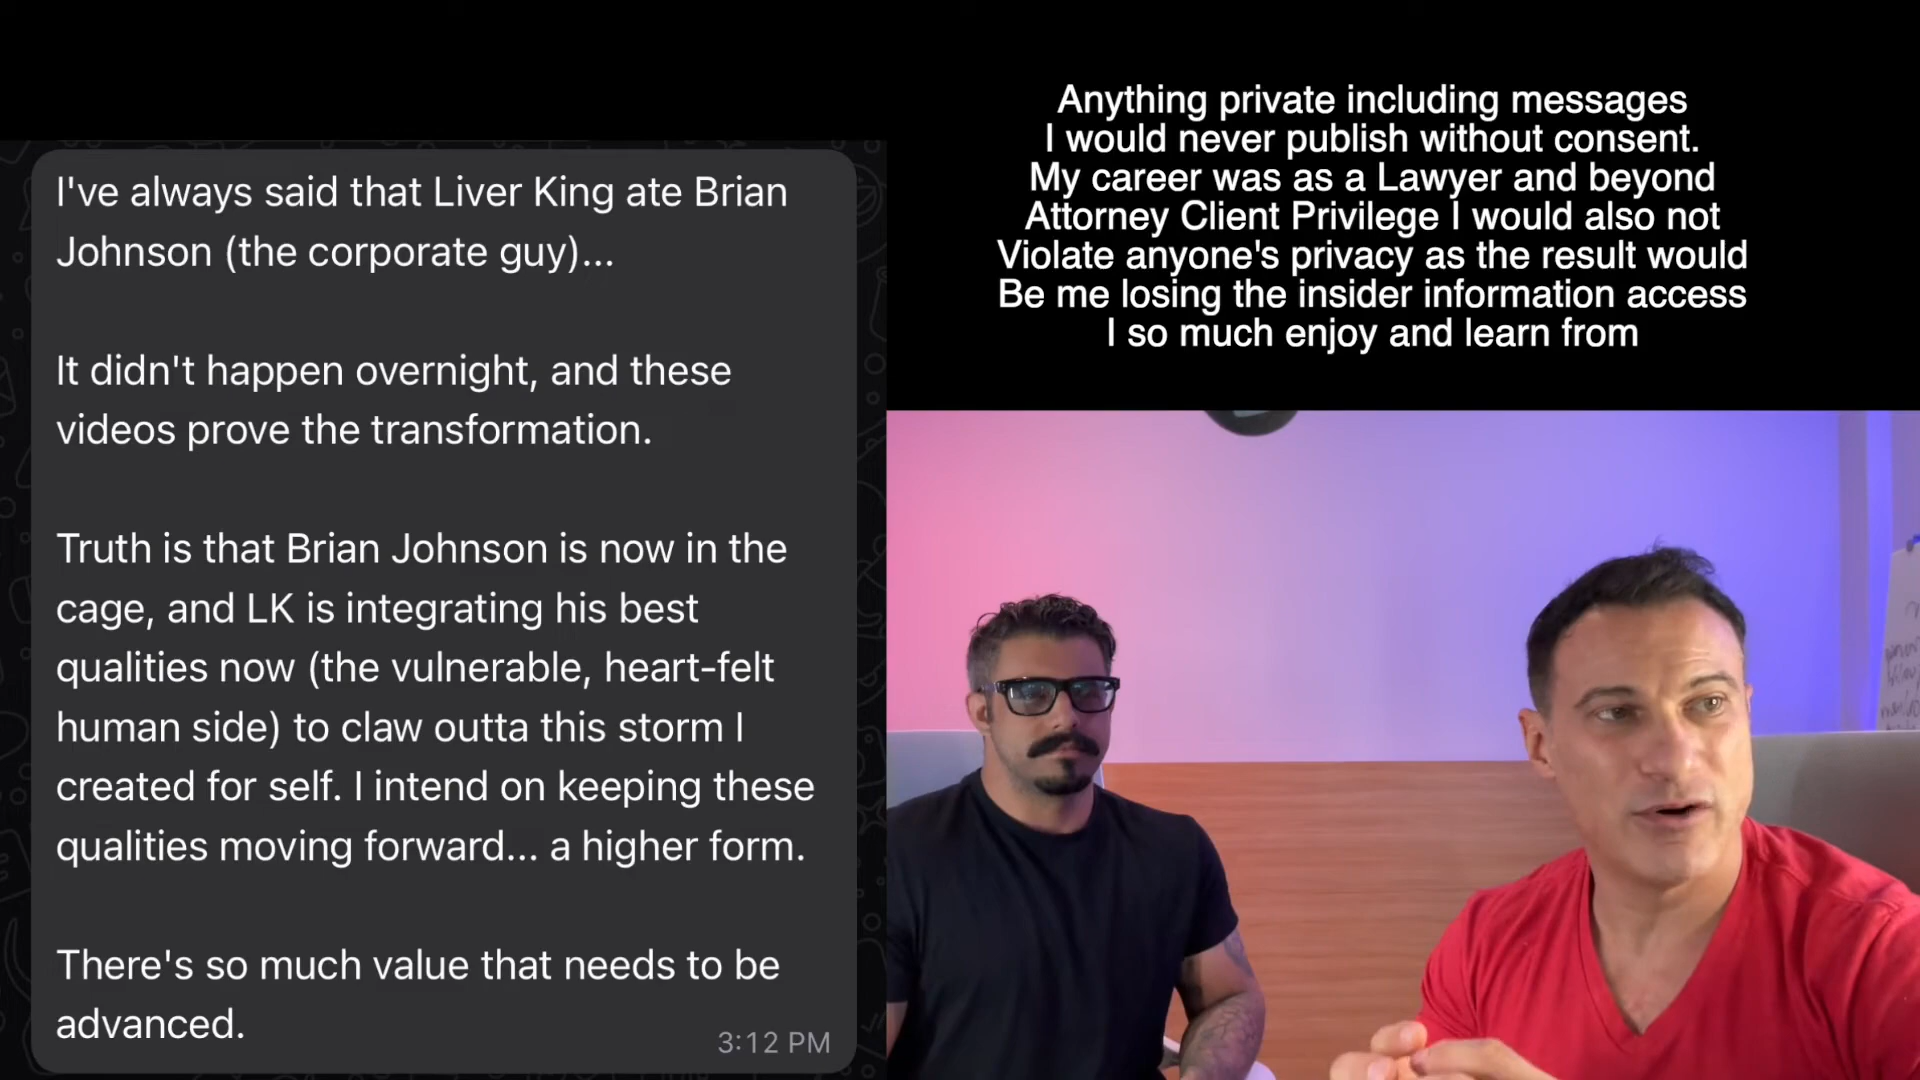 I've always said that Liver King ate Brian
Johnson (the corporate guy)...
It didn't happen overnight, and these
videos prove the transformation.
Truth is that Brian Johnson is now in the
cage, and LK is integrating his best
qualities now (the vulnerable, heart-felt
human side) to claw outta this storm I
created for self. I intend on keeping these
qualities moving forward... a higher form.
There's so much value that needs to be
advanced.
3:12 PM
Anything private including messages
I would never publish without consent.
My career was as a Lawyer and beyond
Attorney Client Privilege I would also not
Violate anyone's privacy as the result would
Be me losing the insider information access
I so much enjoy and learn from